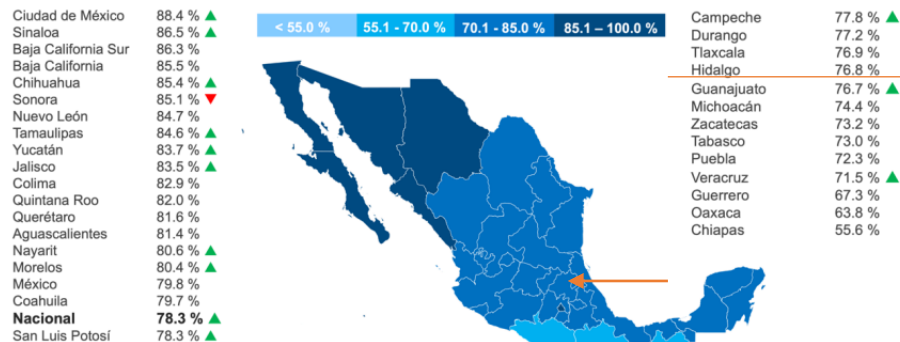 Ciudad de México 88.4 % ▲
Sinaloa 86.5 % ▲
Baja California Sur 86.3 %
Baja California 85.5 %
Chihuahua 85.4 % ▲
Sonora 85.1 % ▼
Nuevo León 84.7 %
Tamaulipas 84.6 % ▲
Yucatán 83.7 % ▲
Jalisco 83.5 % ▲
Colima 82.9 %
Quintana Roo 82.0 %
Querétaro 81.6 %
Aguascalientes 81.4 %
Nayarit 80.6 % ▲
Morelos 80.4 % ▲
México 79.8 %
Coahuila 79.7 %
Nacional 78.3 % ▲
San Luis Potosí 78.3 % ▲
< 55.0 % 55.1 - 70.0 % 70.1 - 85.0 % 85.1 – 100.0 %
Campeche 77.8 % ▲
Durango 77.2 %
Tlaxcala 76.9 %
Hidalgo 76.8 %
Guanajuato 76.7 % ▲
Michoacán 74.4 %
Zacatecas 73.2 %
Tabasco 73.0 %
Puebla 72.3 %
Veracruz 71.5 % ▲
Guerrero 67.3 %
Oaxaca 63.8 %
Chiapas 55.6 %